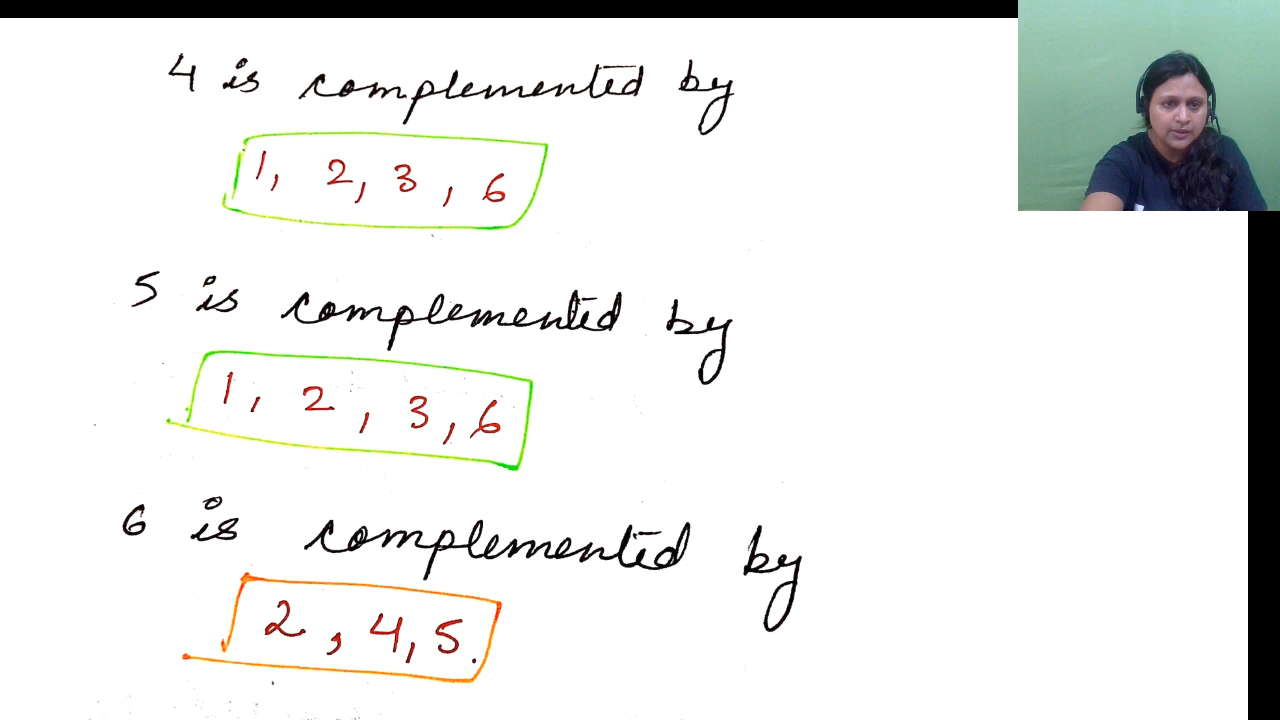 4 is complemented by
1, 2, 3, 6
5 is complemented by
1, 2, 3, 6
6 is complemented by
2, 4, 5.